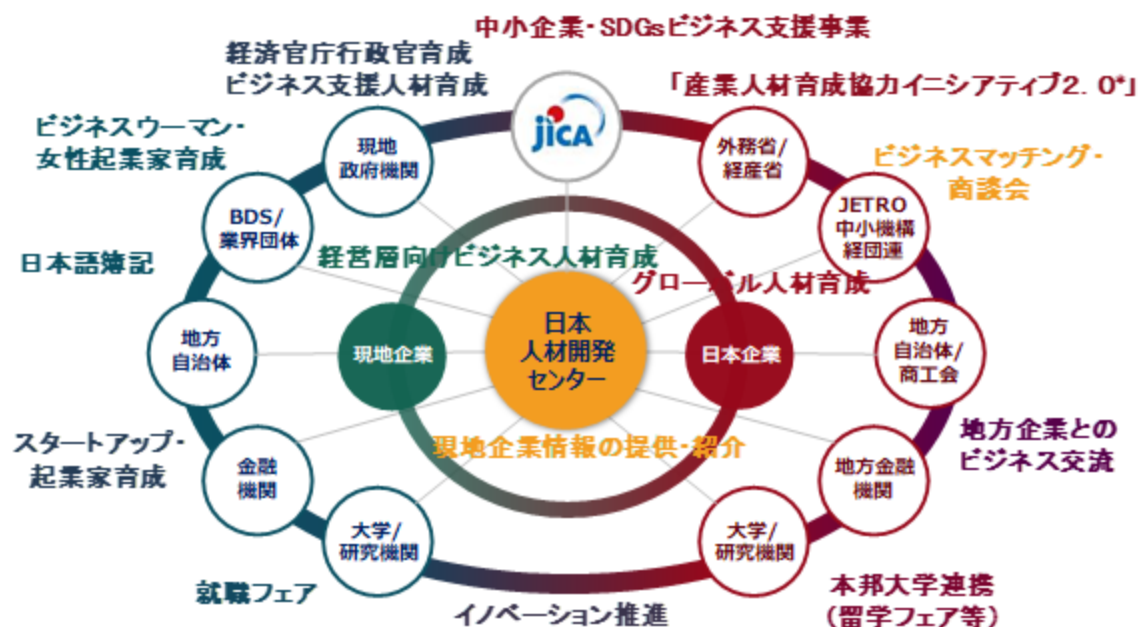 中小企業・SDGsビジネス支援事業
経済官庁行政官育成
ビジネス支援人材育成
「産業人材育成協力イニシアティブ2.0*」
ビジネスウーマン・
女性起業家育成
jICA
現地
政府機関
外務省/
経産省
ビジネスマッチング・
商談会
BDS/
業界団体
JETRO
中小機構
経団連
日本語簿記
経営層向けビジネス人材育成
グローバル人材育成
地方
自治体
現地企業
日本
人材開発
センター
日本企業
地方
自治体/
商工会
スタートアップ・
起業家育成
現地企業情報の提供・紹介
地方企業との
ビジネス交流
金融
機関
地方金融
機関
大学/
研究機関
大学/
研究機関
就職フェア
イノベーション推進
本邦大学連携
(留学フェア等)